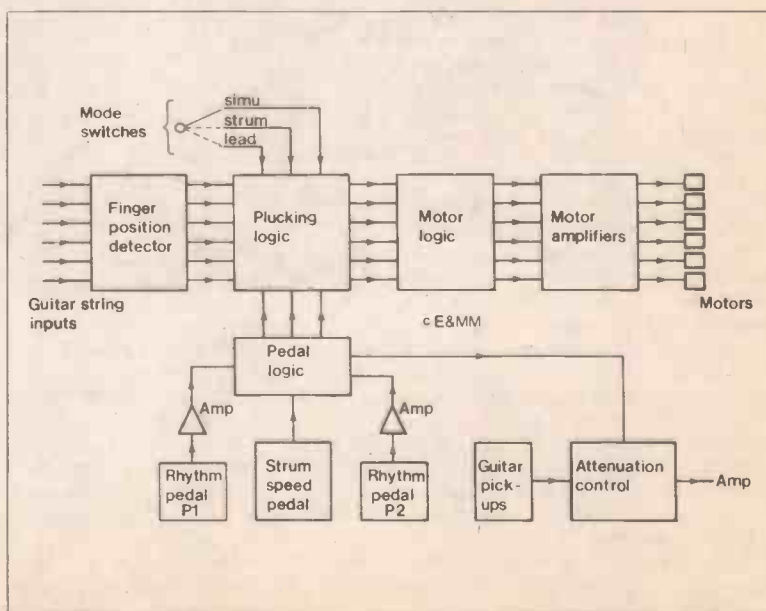 Mode
switches
simu
strum
lead
Finger
position
detector
Plucking
logic
Motor
logic
Motor
amplifiers
Guitar string
inputs
Motors
c E&MM
Pedal
logic
Amp
Amp
Rhythm
pedal
P1
Strum
speed
pedal
Rhythm
pedal
P2
Guitar
pick-
ups
Attenuation
control
Amp